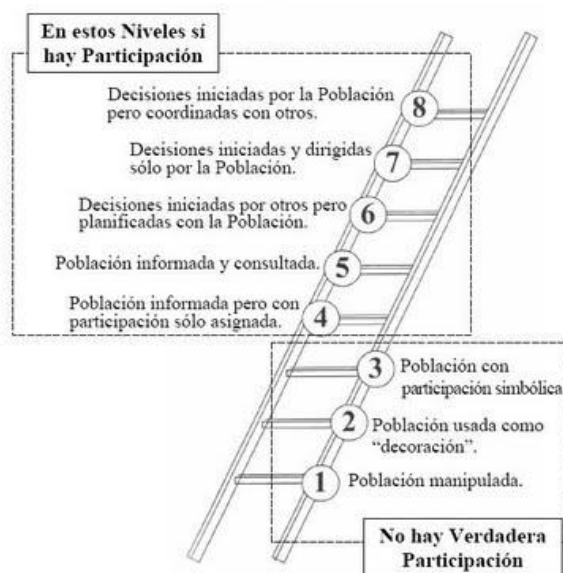 En estos Niveles sí
hay Participación
Decisiones iniciadas por la Población
pero coordinadas con otros.
8
Decisiones iniciadas y dirigidas
sólo por la Población.
7
Decisiones iniciadas por otros pero
planificadas con la Población.
6
Población informada y consultada.
5
Población informada pero con
participación sólo asignada.
4
3
Población con
participación simbólica
2
Población usada como
“decoración”.
1
Población manipulada.
No hay Verdadera
Participación